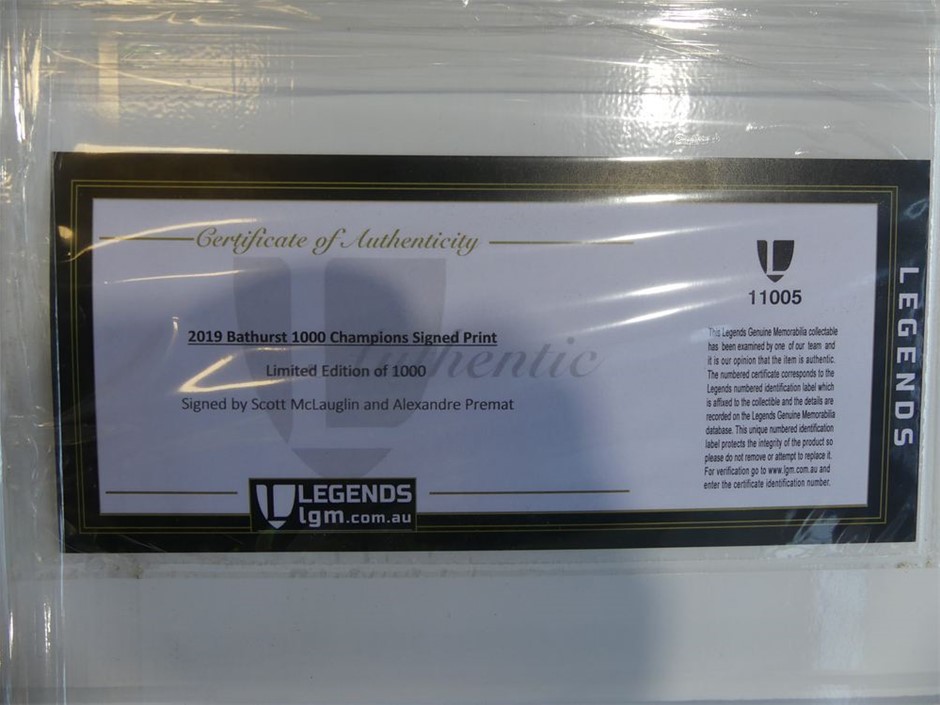 Certificate of Authenticity
2019 Bathurst 1000 Champions Signed Print
Limited Edition of 1000
Signed by Scott McLauglin and Alexandre Premat
Authentic
LEGENDS
lgm.com.au
L
11005
This Legends Genuine Memorabilia collectable
has been examined by one of our team and
it is our opinion that the item is authentic.
The numbered certificate corresponds to the
Legends numbered identification label which
is affixed to the collectible and the details are
recorded on the Legends Genuine Memorabilia
database. This unique numbered identification
label protects the integrity of the product so
please do not remove or attempt to replace it.
For verification go to www.lgm.com.au and
enter the certificate identification number.
LEGENDS